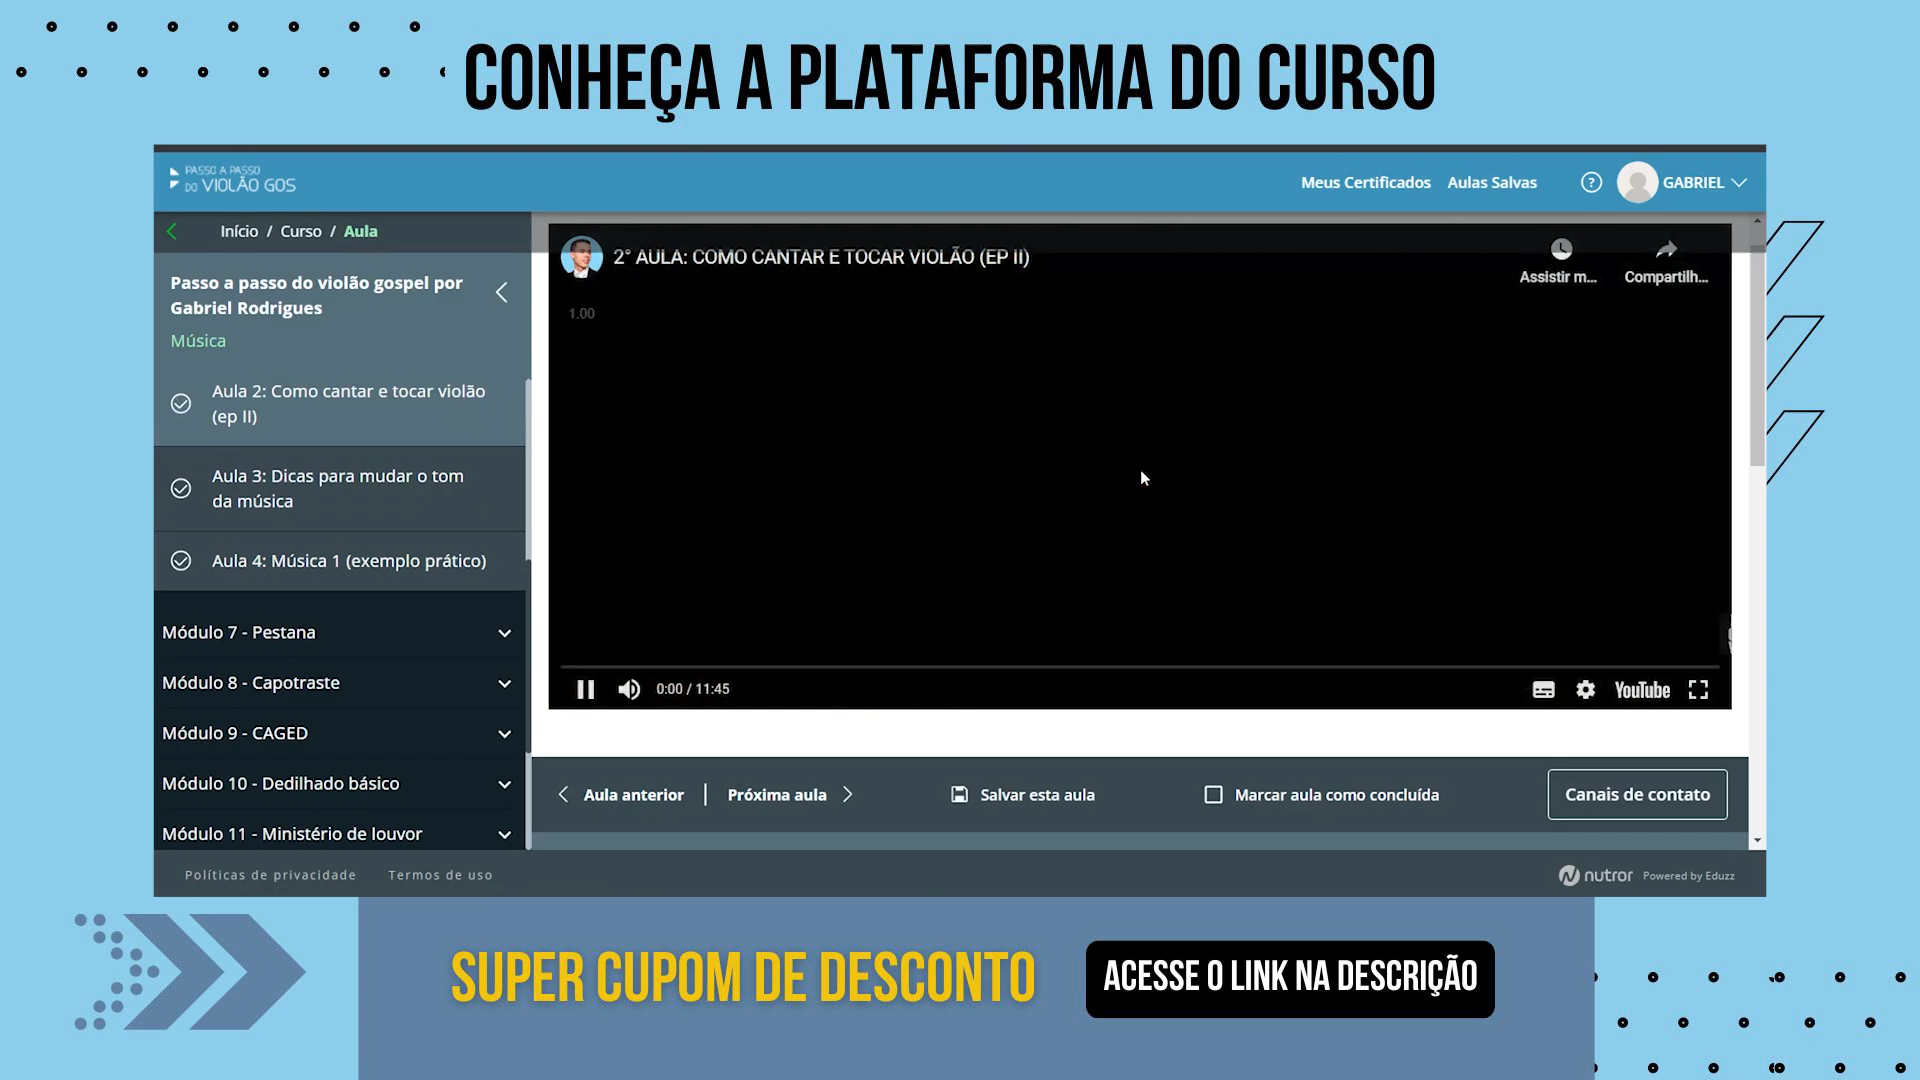 CONHEÇA A PLATAFORMA DO CURSO
PASSO A PASSO
DO VIOLÃO GOS
Meus Certificados
Aulas Salvas
?
GABRIEL
Início / Curso / Aula
Passo a passo do violão gospel por
Gabriel Rodrigues
Música
Aula 2: Como cantar e tocar violão
(ep II)
Aula 3: Dicas para mudar o tom
da música
Aula 4: Música 1 (exemplo prático)
Módulo 7 - Pestana
Módulo 8 - Capotraste
Módulo 9 - CAGED
Módulo 10 - Dedilhado básico
Módulo 11 - Ministério de louvor
2° AULA: COMO CANTAR E TOCAR VIOLÃO (EP II)
Assistir m...
Compartilh...
1.00
0:00 / 11:45
YouTube
Aula anterior
Próxima aula
Salvar esta aula
Marcar aula como concluída
Canais de contato
Políticas de privacidade
Termos de uso
nutror
Powered by Eduzz
SUPER CUPOM DE DESCONTO
ACESSE O LINK NA DESCRIÇÃO